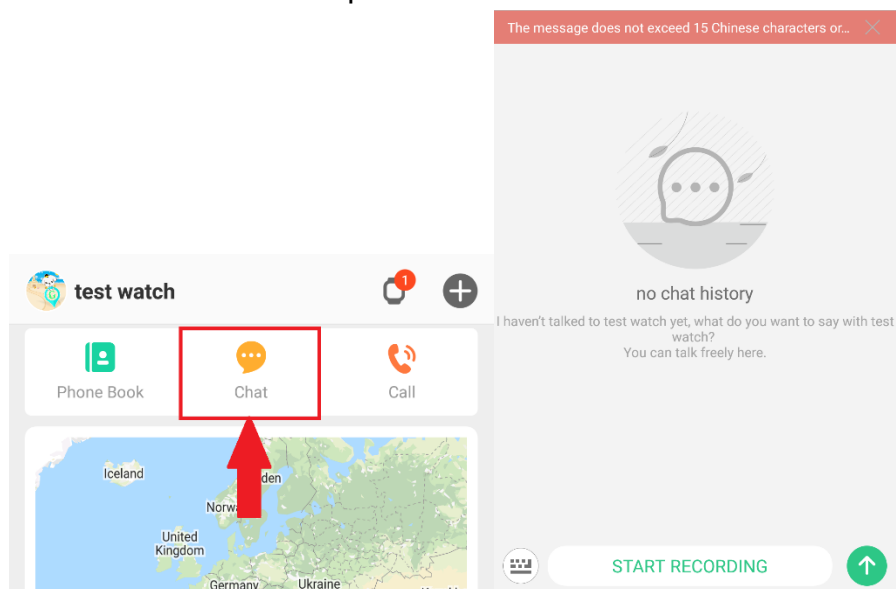 test watch
1
Phone Book
Chat
Call
Iceland
Norw
den
United
Kingdom
Germany
Ukraine
The message does not exceed 15 Chinese characters or...
no chat history
I haven't talked to test watch yet, what do you want to say with test
watch?
You can talk freely here.
START RECORDING